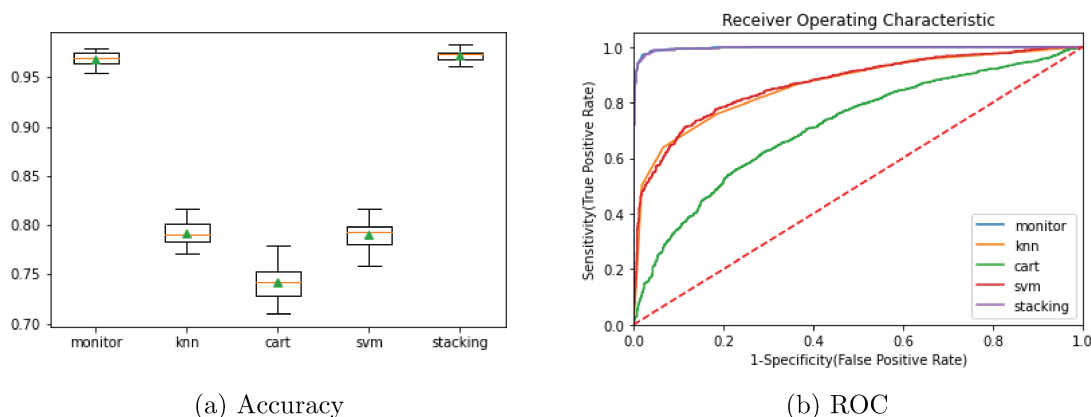 0.95
0.90
0.85
0.80
0.75
0.70
monitor knn cart svm stacking
(a) Accuracy
Receiver Operating Characteristic
Sensitivity(True Positive Rate)
1.0
0.8
0.6
0.4
0.2
0.0
monitor
knn
cart
svm
stacking
0.0 0.2 0.4 0.6 0.8 1.0
1-Specificity(False Positive Rate)
(b) ROC